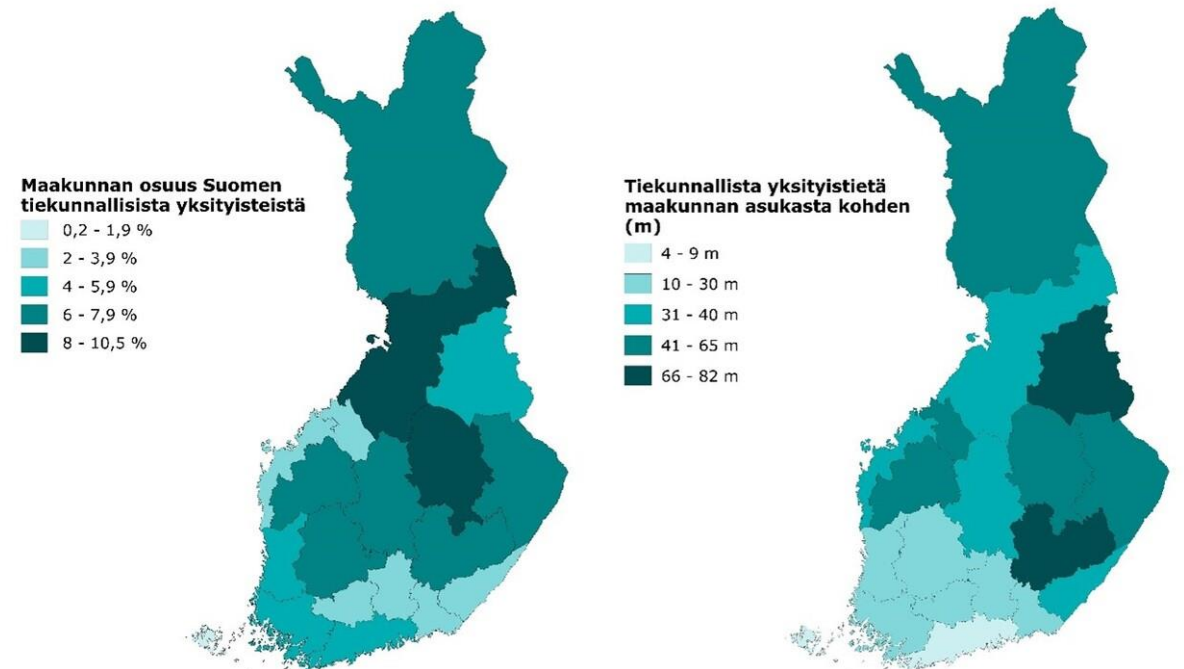 Maakunnan osuus Suomen
tiekunnallisista yksityisteistä
0,2 - 1,9 %
2 - 3,9 %
4 - 5,9 %
6 - 7,9 %
8 - 10,5 %
Tiekunnallista yksityistietä
maakunnan asukasta kohden
(m)
4 - 9 m
10 - 30 m
31 - 40 m
41 - 65 m
66 - 82 m